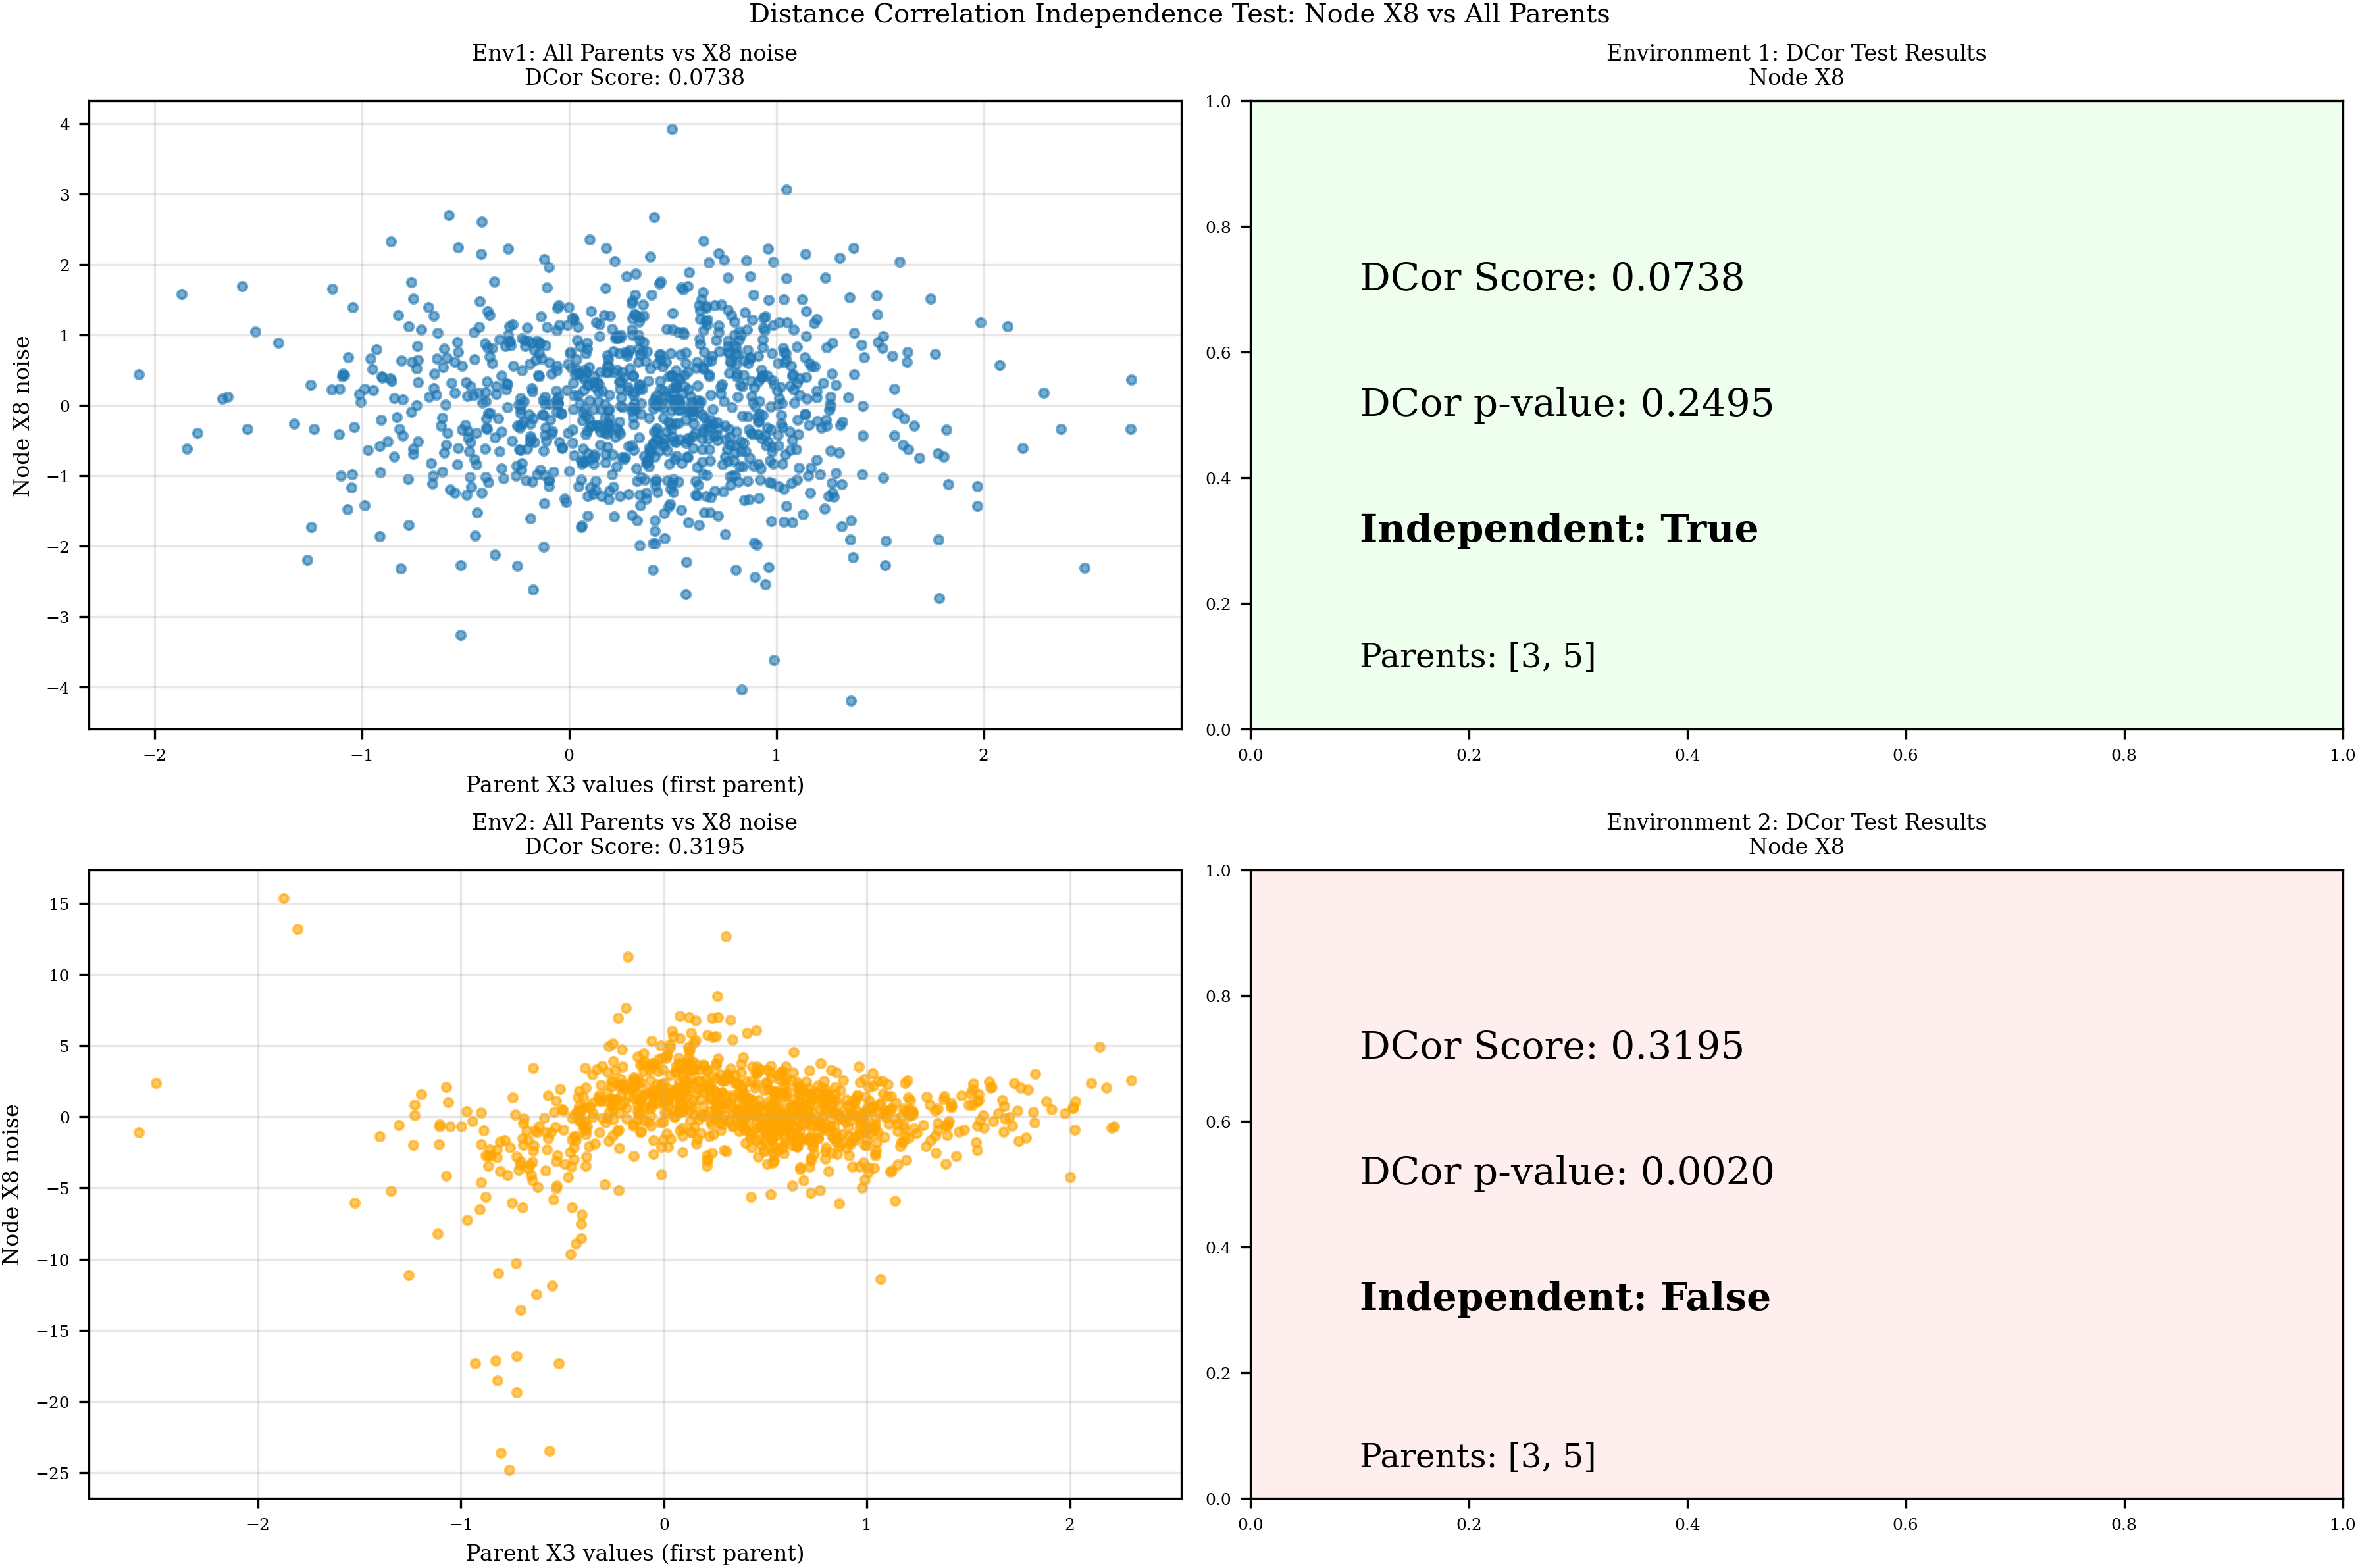 Distance Correlation Independence Test: Node X8 vs All Parents
Env1: All Parents vs X8 noise
DCor Score: 0.0738
4
3
2
1
0
−1
−2
−3
−4
Node X8 noise
−2
−1
0
1
2
Parent X3 values (first parent)
Environment 1: DCor Test Results
Node X8
1.0
0.8
0.6
0.4
0.2
0.0
DCor Score: 0.0738
DCor p-value: 0.2495
Independent: True
Parents: [3, 5]
0.0
0.2
0.4
0.6
0.8
1.0
Env2: All Parents vs X8 noise
DCor Score: 0.3195
15
10
5
0
−5
−10
−15
−20
−25
Node X8 noise
−2
−1
0
1
2
Parent X3 values (first parent)
Environment 2: DCor Test Results
Node X8
1.0
0.8
0.6
0.4
0.2
0.0
DCor Score: 0.3195
DCor p-value: 0.0020
Independent: False
Parents: [3, 5]
0.0
0.2
0.4
0.6
0.8
1.0